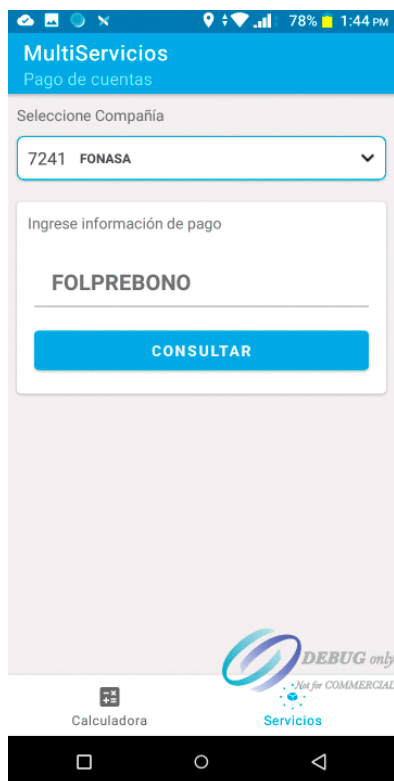 78% 1:44 PM
MultiServicios
Pago de cuentas
Seleccione Compañía
7241 FONASA
Ingrese información de pago
FOLPREBONO
CONSULTAR
DEBUG only
Not for COMMERCIAL
Calculadora
Servicios